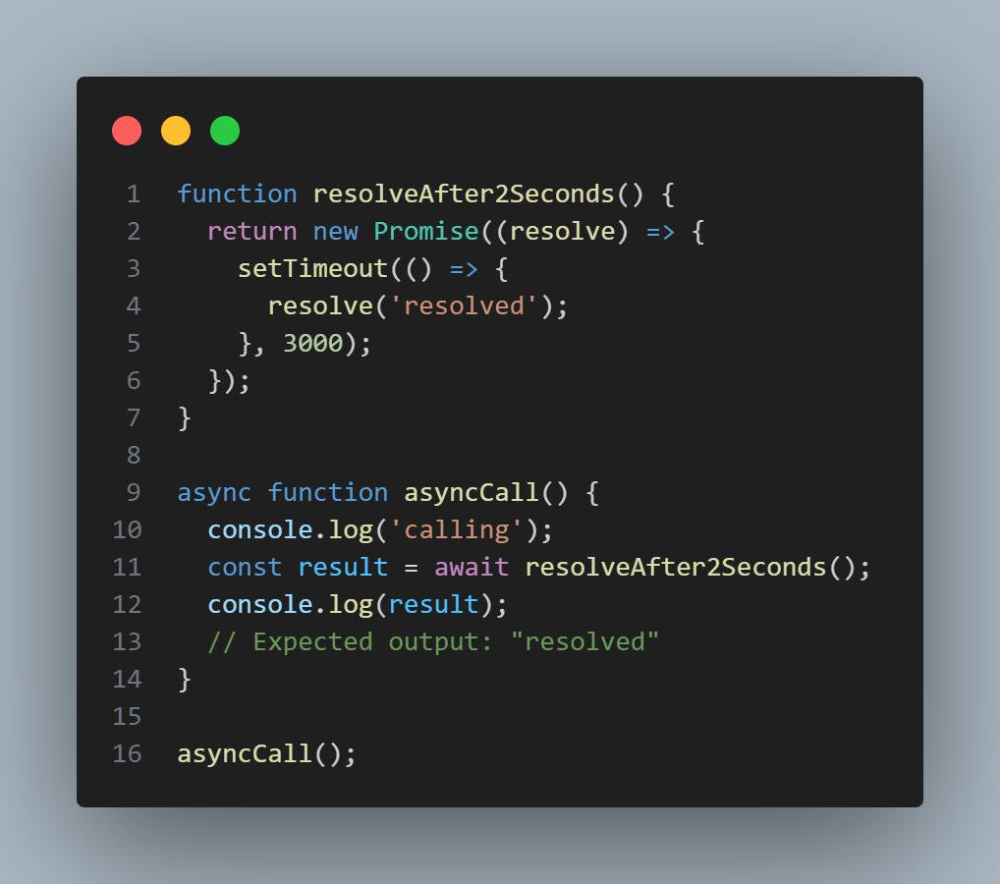 1 function resolveAfter2Seconds() {
2   return new Promise((resolve) => {
3     setTimeout(() => {
4       resolve('resolved');
5     }, 3000);
6   });
7 }
8
9 async function asyncCall() {
10   console.log('calling');
11   const result = await resolveAfter2Seconds();
12   console.log(result);
13   // Expected output: "resolved"
14 }
15
16 asyncCall();